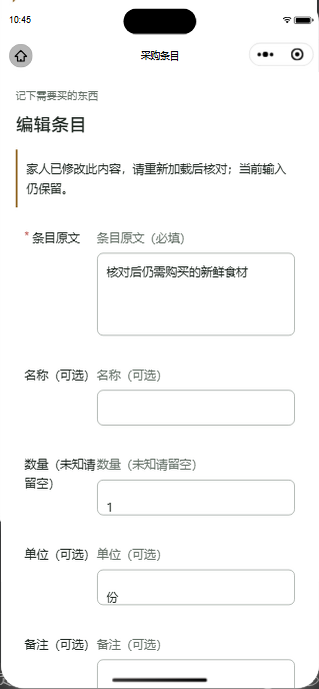 10:45
采购条目
记下需要买的东西
编辑条目
家人已修改此内容，请重新加载后核对；当前输入
仍保留。
* 条目原文 条目原文（必填）
核对后仍需购买的新鲜食材
名称（可选） 名称（可选）
数量（未知请 数量（未知请留空）
留空）
1
单位（可选） 单位（可选）
份
备注（可选） 备注（可选）